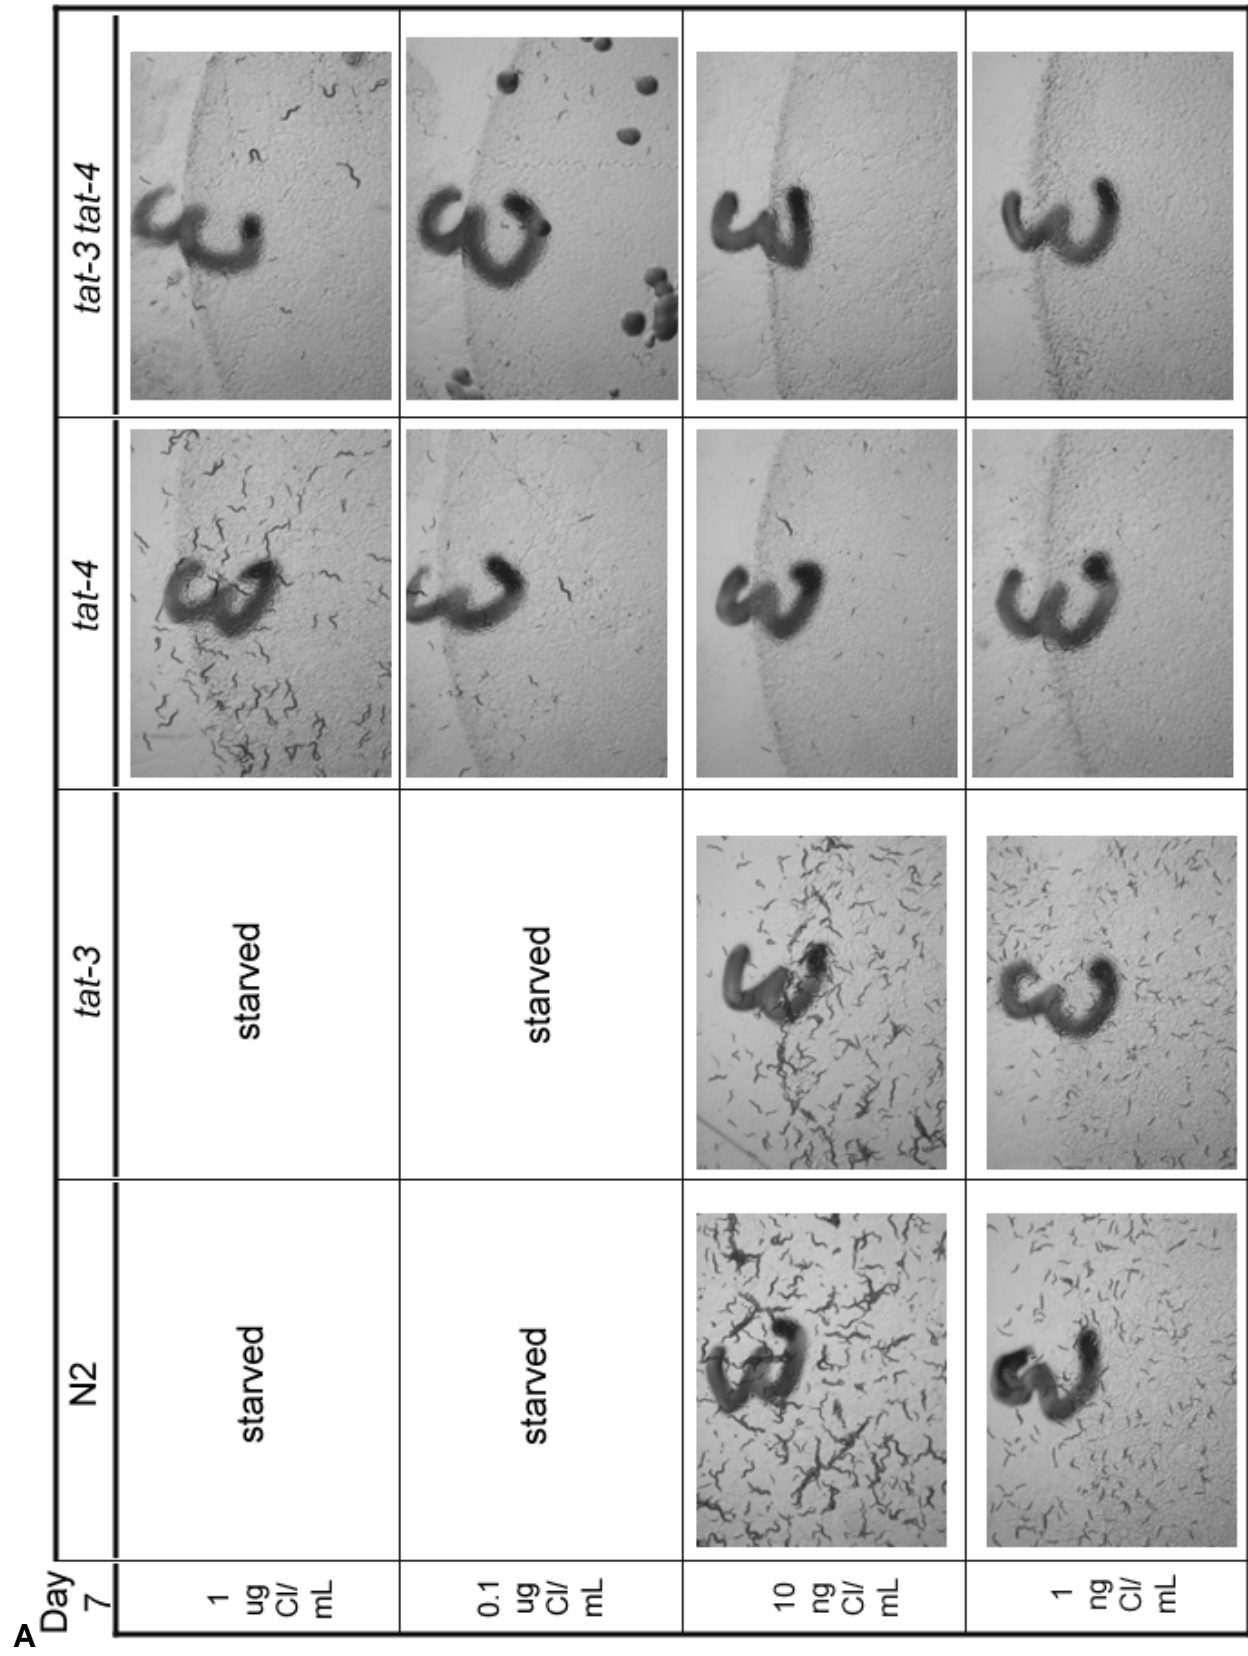 A
Day
7
N2
tat-3
tat-4
tat-3 tat-4
1
ug
Cl/
mL
starved
starved
0.1
ug
Cl/
mL
starved
starved
10
ng
Cl/
mL
1
ng
Cl/
mL